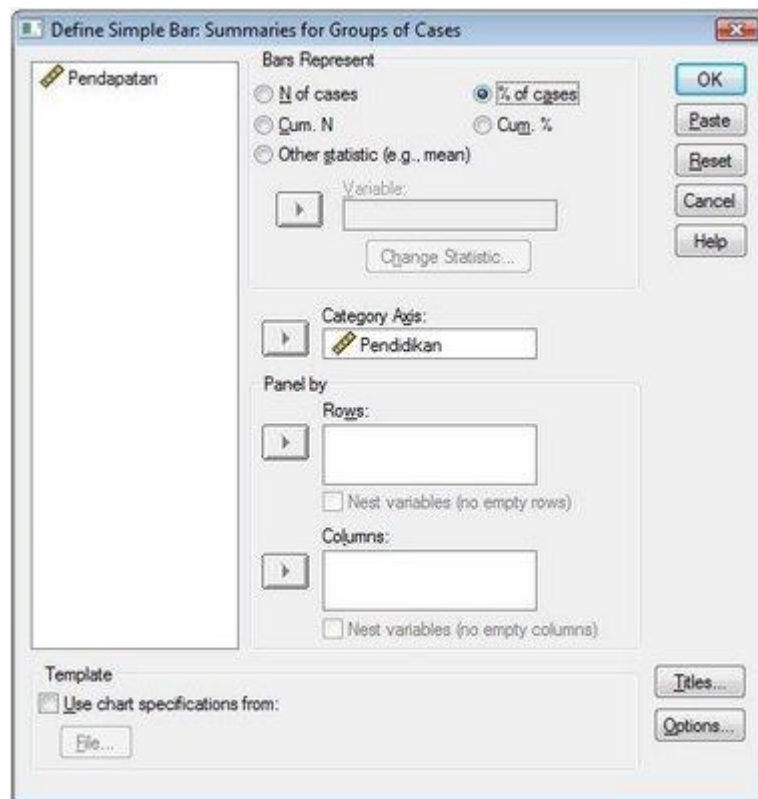 Define Simple Bar: Summaries for Groups of Cases
Pendapatan
Bars Represent
N of cases
% of cases
Cum. N
Cum. %
Other statistic (e.g., mean)
Variable:
Change Statistic...
Category Axis:
Pendidikan
Panel by
Rows:
Nest variables (no empty rows)
Columns:
Nest variables (no empty columns)
OK
Paste
Reset
Cancel
Help
Template
Use chart specifications from:
File...
Titles...
Options...